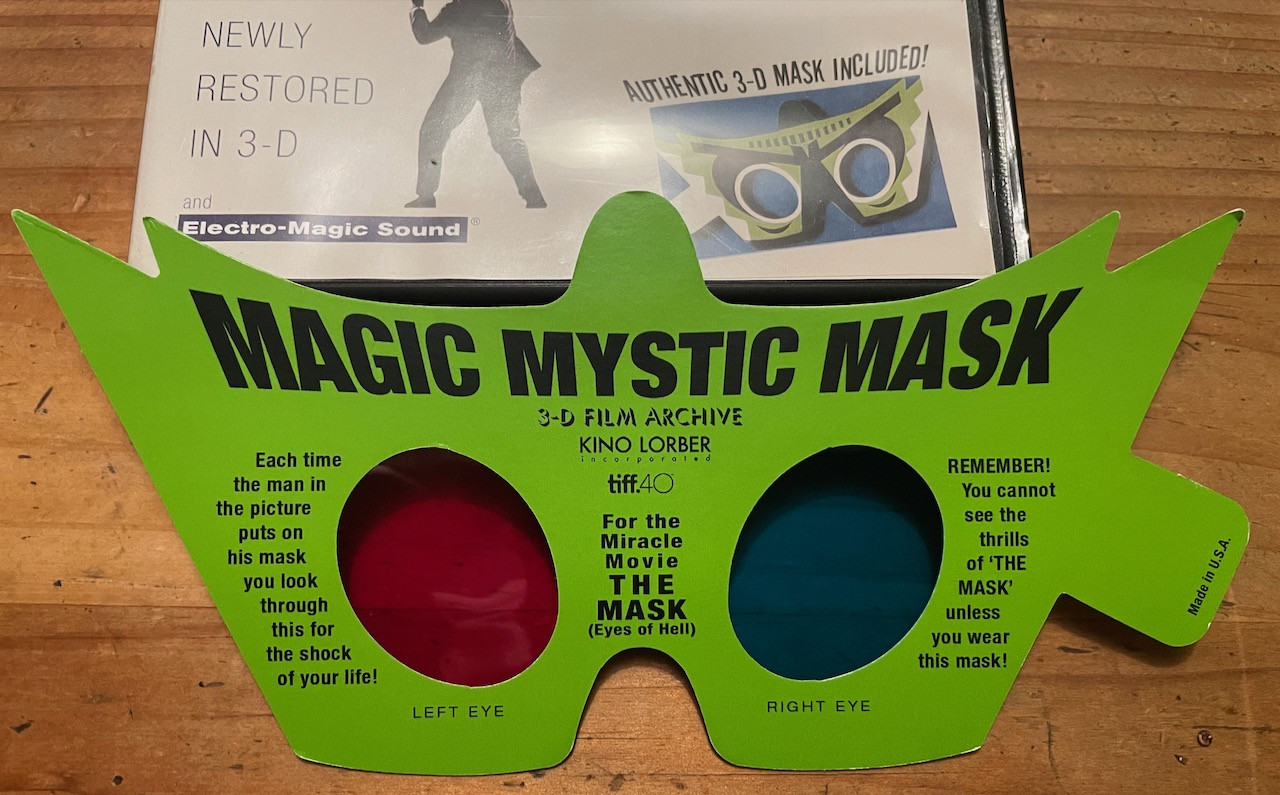 NEWLY
RESTORED
IN 3-D
and
Electro-Magic Sound®
AUTHENTIC 3-D MASK INCLUDED!
MAGIC MYSTIC MASK
3-D FILM ARCHIVE
KINO LORBER
incorporated
tiff.40
Each time
the man in
the picture
puts on
his mask
you look
through
this for
the shock
of your life!
For the
Miracle
Movie
THE
MASK
(Eyes of Hell)
REMEMBER!
You cannot
see the
thrills
of ‘THE
MASK’
unless
you wear
this mask!
Made in U.S.A.
LEFT EYE
RIGHT EYE